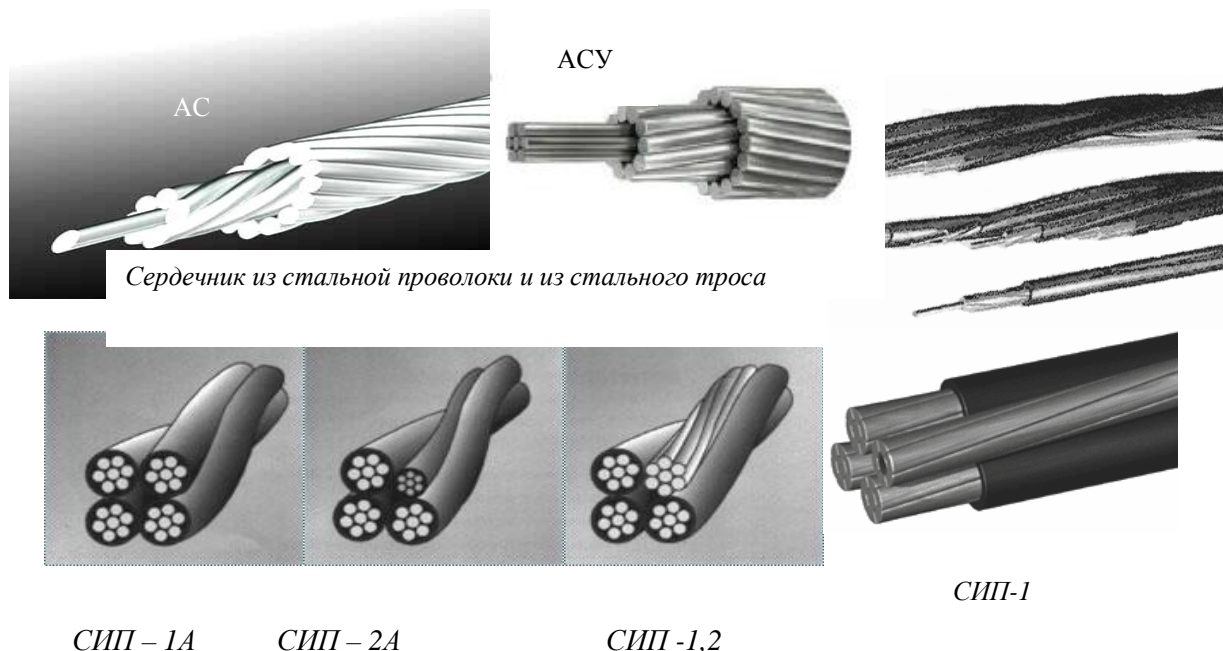 АСУ
АС
Сердечник из стальной проволоки и из стального троса
СИП-1
СИП – 1А СИП – 2А СИП -1,2